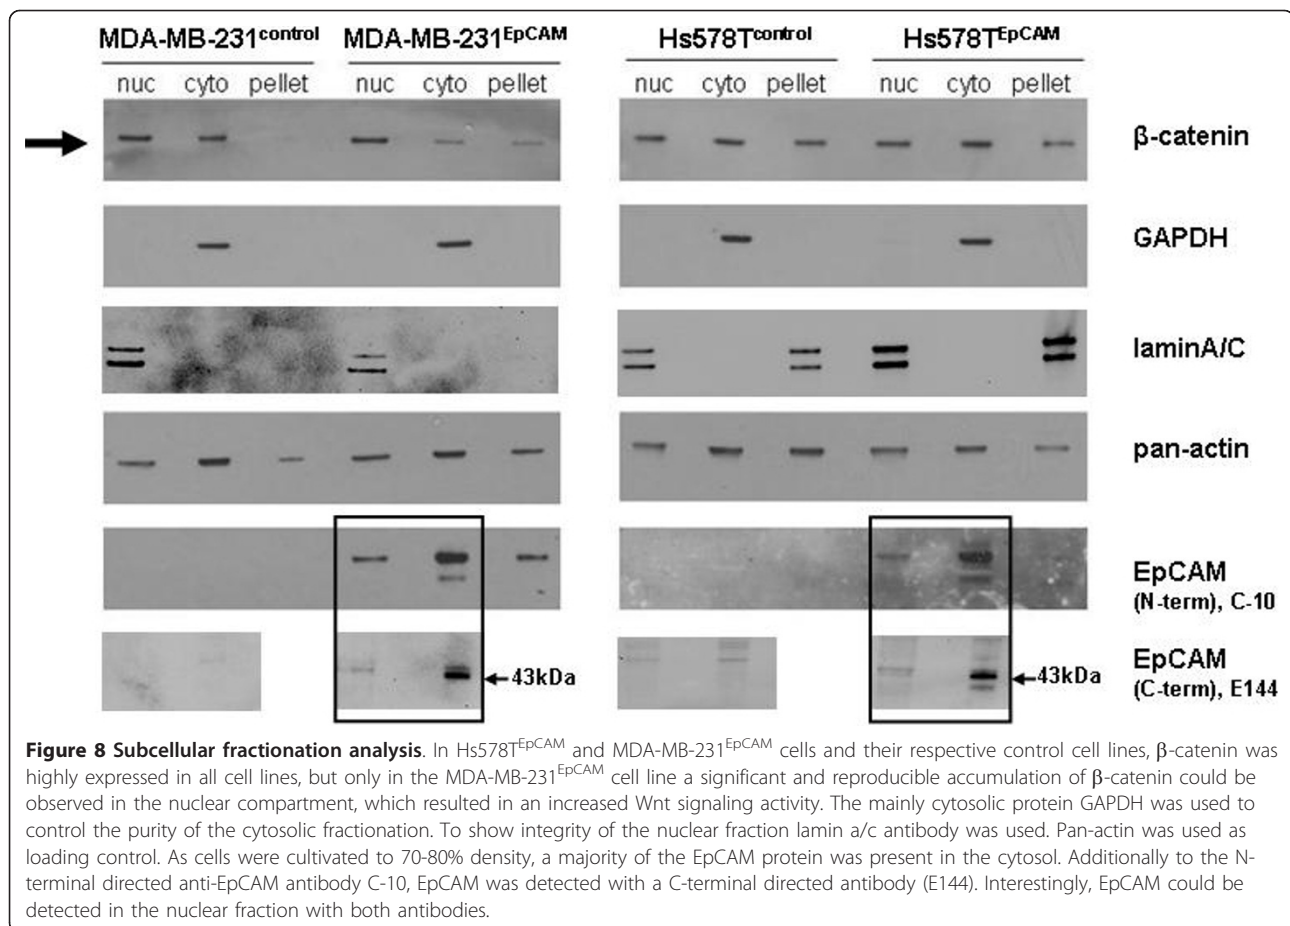 MDA-MB-231control MDA-MB-231EpCAM Hs578Tcontrol Hs578TEpCAM
nuc cyto pellet nuc cyto pellet nuc cyto pellet nuc cyto pellet
β-catenin
GAPDH
laminA/C
pan-actin
EpCAM
(N-term), C-10
43kDa 43kDa EpCAM
(C-term), E144
Figure 8 Subcellular fractionation analysis. In Hs578TEpCAM and MDA-MB-231EpCAM cells and their respective control cell lines, β-catenin was
highly expressed in all cell lines, but only in the MDA-MB-231EpCAM cell line a significant and reproducible accumulation of β-catenin could be
observed in the nuclear compartment, which resulted in an increased Wnt signaling activity. The mainly cytosolic protein GAPDH was used to
control the purity of the cytosolic fractionation. To show integrity of the nuclear fraction lamin a/c antibody was used. Pan-actin was used as
loading control. As cells were cultivated to 70-80% density, a majority of the EpCAM protein was present in the cytosol. Additionally to the N-
terminal directed anti-EpCAM antibody C-10, EpCAM was detected with a C-terminal directed antibody (E144). Interestingly, EpCAM could be
detected in the nuclear fraction with both antibodies.